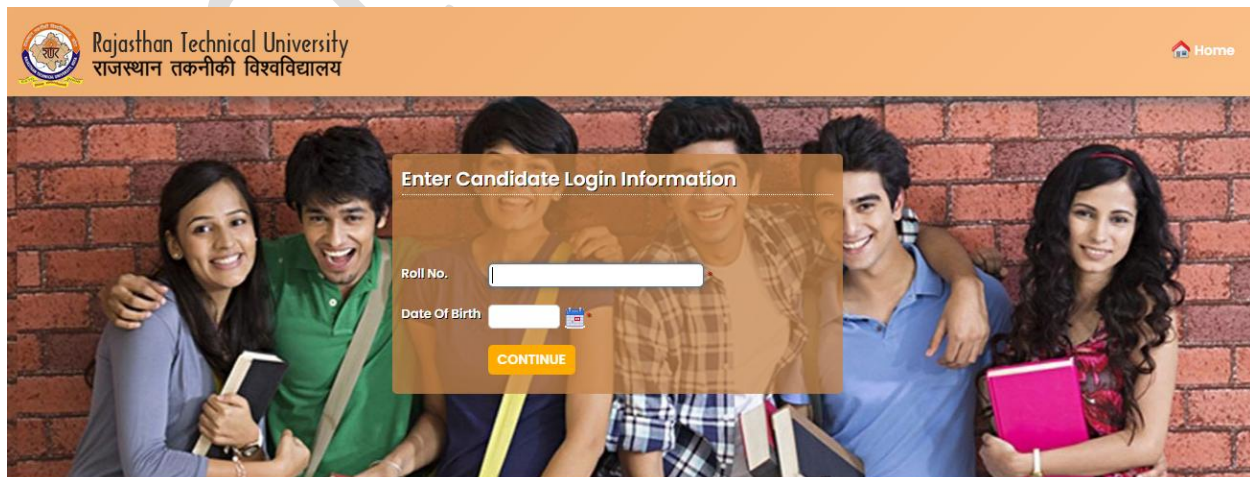 Rajasthan Technical University
राजस्थान तकनीकी विश्वविद्यालय
Home
Enter Candidate Login Information
Roll No.
Date Of Birth
CONTINUE